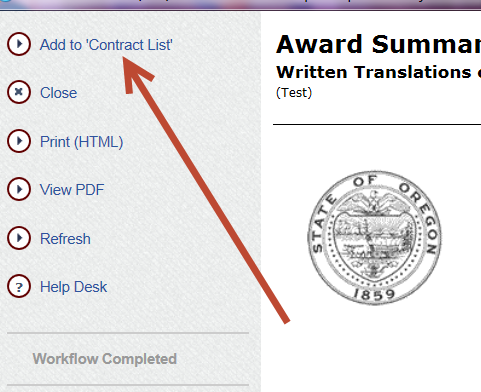 Add to 'Contract List'
Close
Print (HTML)
View PDF
Refresh
? Help Desk
Workflow Completed
Award Summar
Written Translations
(Test)
STATE OF OREGON
1859